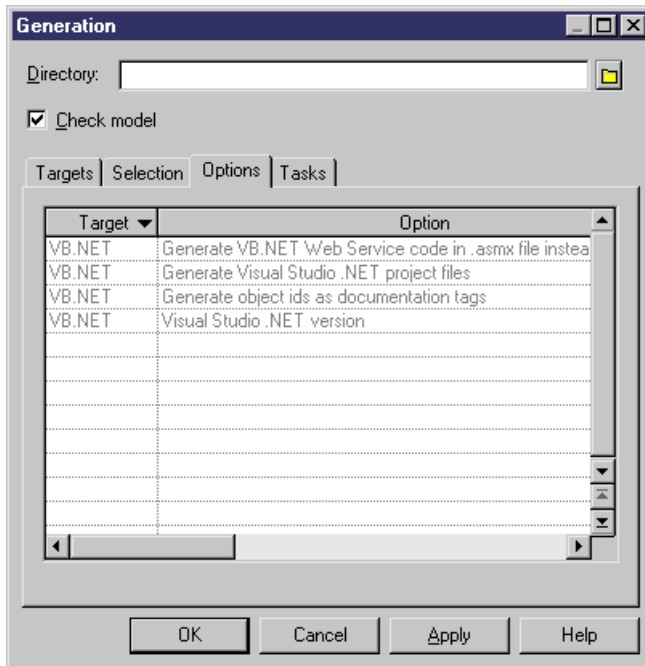 Generation
Directory:
Check model
Targets Selection Options Tasks
Target Option
VB.NET Generate VB.NET Web Service code in .asmx file instea
VB.NET Generate Visual Studio .NET project files
VB.NET Generate object ids as documentation tags
VB.NET Visual Studio .NET version
OK Cancel Apply Help